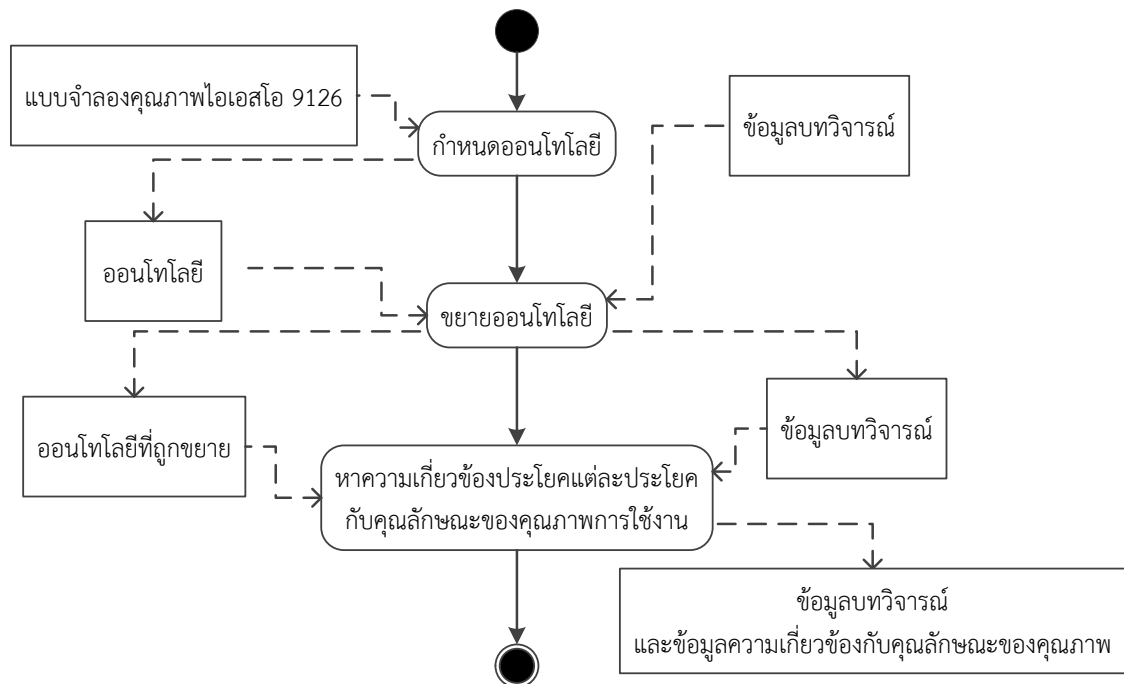 แบบจำลองคุณภาพไอเอสโอ 9126
ข้อมูลบทวิจารณ์
กำหนดออนโทโลยี
ออนโทโลยี
ขยายออนโทโลยี
ออนโทโลยีที่ถูกขยาย
ข้อมูลบทวิจารณ์
หาความเกี่ยวข้องประโยคแต่ละประโยค
กับคุณลักษณะของคุณภาพการใช้งาน
ข้อมูลบทวิจารณ์
และข้อมูลความเกี่ยวข้องกับคุณลักษณะของคุณภาพ